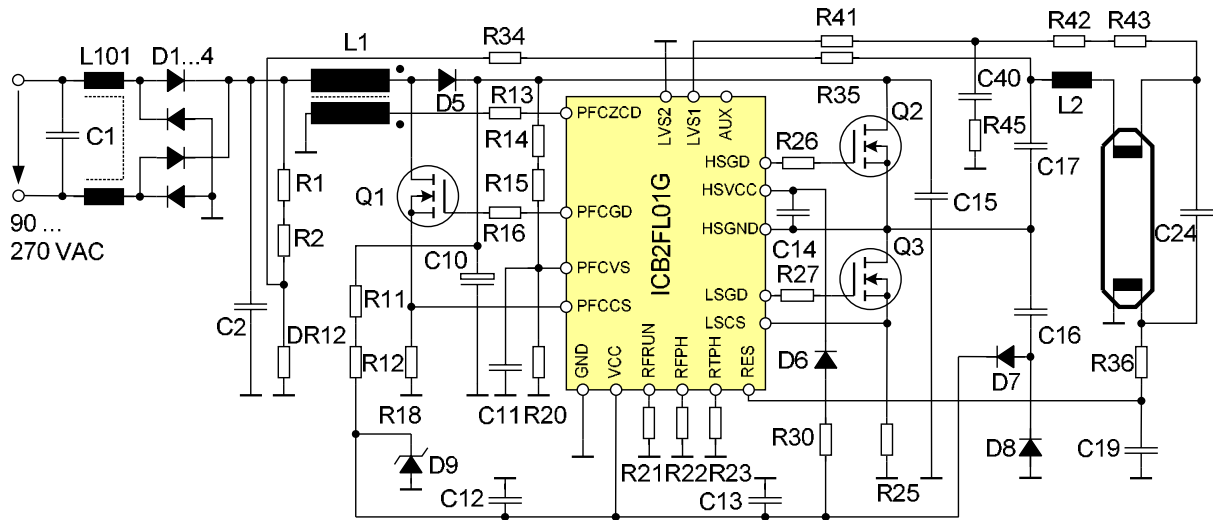 R34
R41
R42
R43
L101
D1...4
L1
D5
R13
R14
R15
R16
R35
Q2
C40
L2
R45
C1
PFCZCD
LVS2
LVS1
AUX
R26
HSGD
C17
R1
Q1
PFCGD
HSVCC
C15
90 ...
270 VAC
R2
C10
ICB2FL01G
HSGND
C14
Q3
C24
PFCVS
R27
R11
C2
PFCCS
LSGD
LSCS
C16
DR12
R12
GND
VCC
RFRUN
RFPH
RTPH
RES
D6
D7
R36
R18
C11
R20
R30
D9
R21
R22
R23
R25
D8
C19
C12
C13